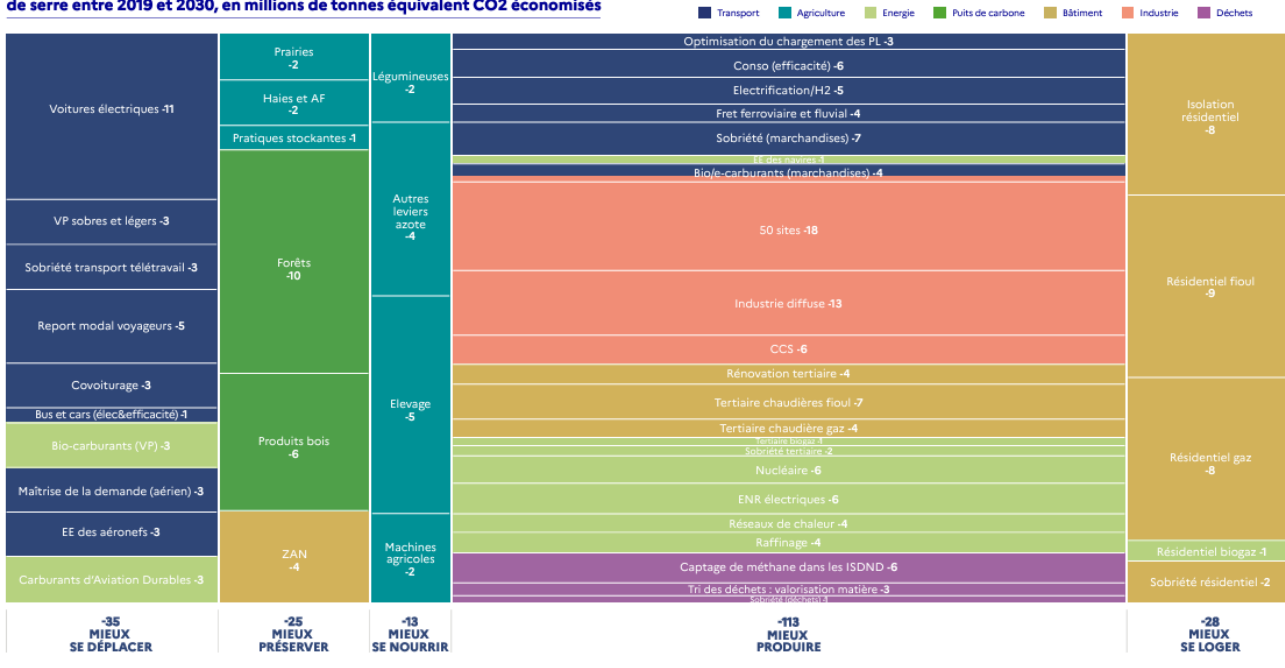 de serre entre 2019 et 2030, en millions de tonnes équivalent CO2 économisés
Transport
Agriculture
Energie
Puits de carbone
Bâtiment
Industrie
Déchets
Voitures électriques -11
VP sobres et légers -3
Sobriété transport télétravail -3
Report modal voyageurs -5
Covoiturage -3
Bus et cars (élec&efficacité) -1
Bio-carburants (VP) -3
Maîtrise de la demande (aérien) -3
EE des aéronefs -3
Carburants d'Aviation Durables -3
-35
MIEUX
SE DÉPLACER
Prairies
-2
Haies et AF
-2
Pratiques stockantes -1
Forêts
-10
Produits bois
-6
ZAN
-4
-25
MIEUX
PRÉSERVER
Légumineuses
-2
Autres
leviers
azote
-4
Elevage
-5
Machines
agricoles
-2
-13
MIEUX
SE NOURRIR
Optimisation du chargement des PL -3
Conso (efficacité) -6
Electrification/H2 -5
Fret ferroviaire et fluvial -4
Sobriété (marchandises) -7
EE des navires -1
Bio/e-carburants (marchandises) -4
50 sites -18
Industrie diffuse -13
CCS -6
Rénovation tertiaire -4
Tertiaire chaudières fioul -7
Tertiaire chaudière gaz -4
Tertiaire biogaz -1
Sobriété tertiaire -2
Nucléaire -6
ENR électriques -6
Réseaux de chaleur -4
Raffinage -4
Captage de méthane dans les ISDND -6
Tri des déchets : valorisation matière -3
Sobriété (déchets) -1
-113
MIEUX
PRODUIRE
Isolation
résidentiel
-8
Résidentiel fioul
-9
Résidentiel gaz
-8
Résidentiel biogaz -1
Sobriété résidentiel -2
-28
MIEUX
SE LOGER